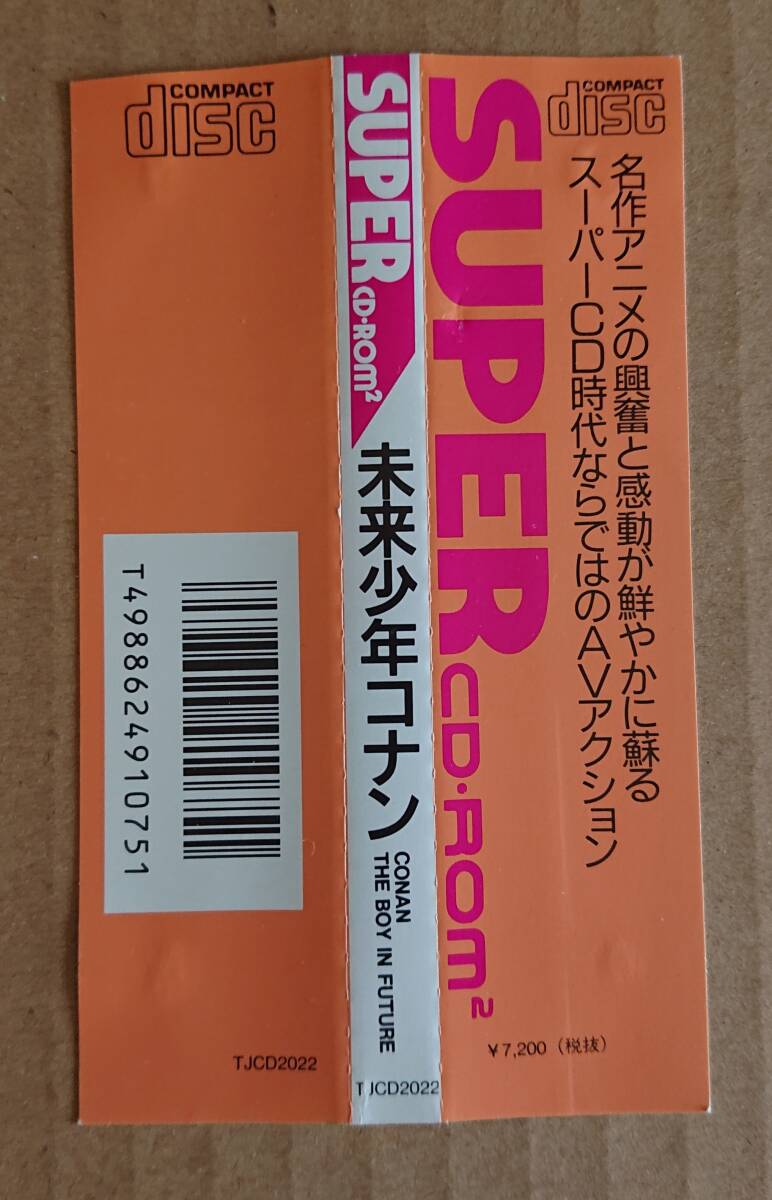 COMPACT
disc
T4988624910751
TJCD2022
SUPER
CD-ROM²
未来少年コナン
CONAN
THE BOY IN FUTURE
TJCD2022
COMPACT
disc
SUPER
CD-ROM²
名作アニメの興奮と感動が鮮やかに蘇る
スーパーCD時代ならではのAVアクション
¥7,200（税抜）